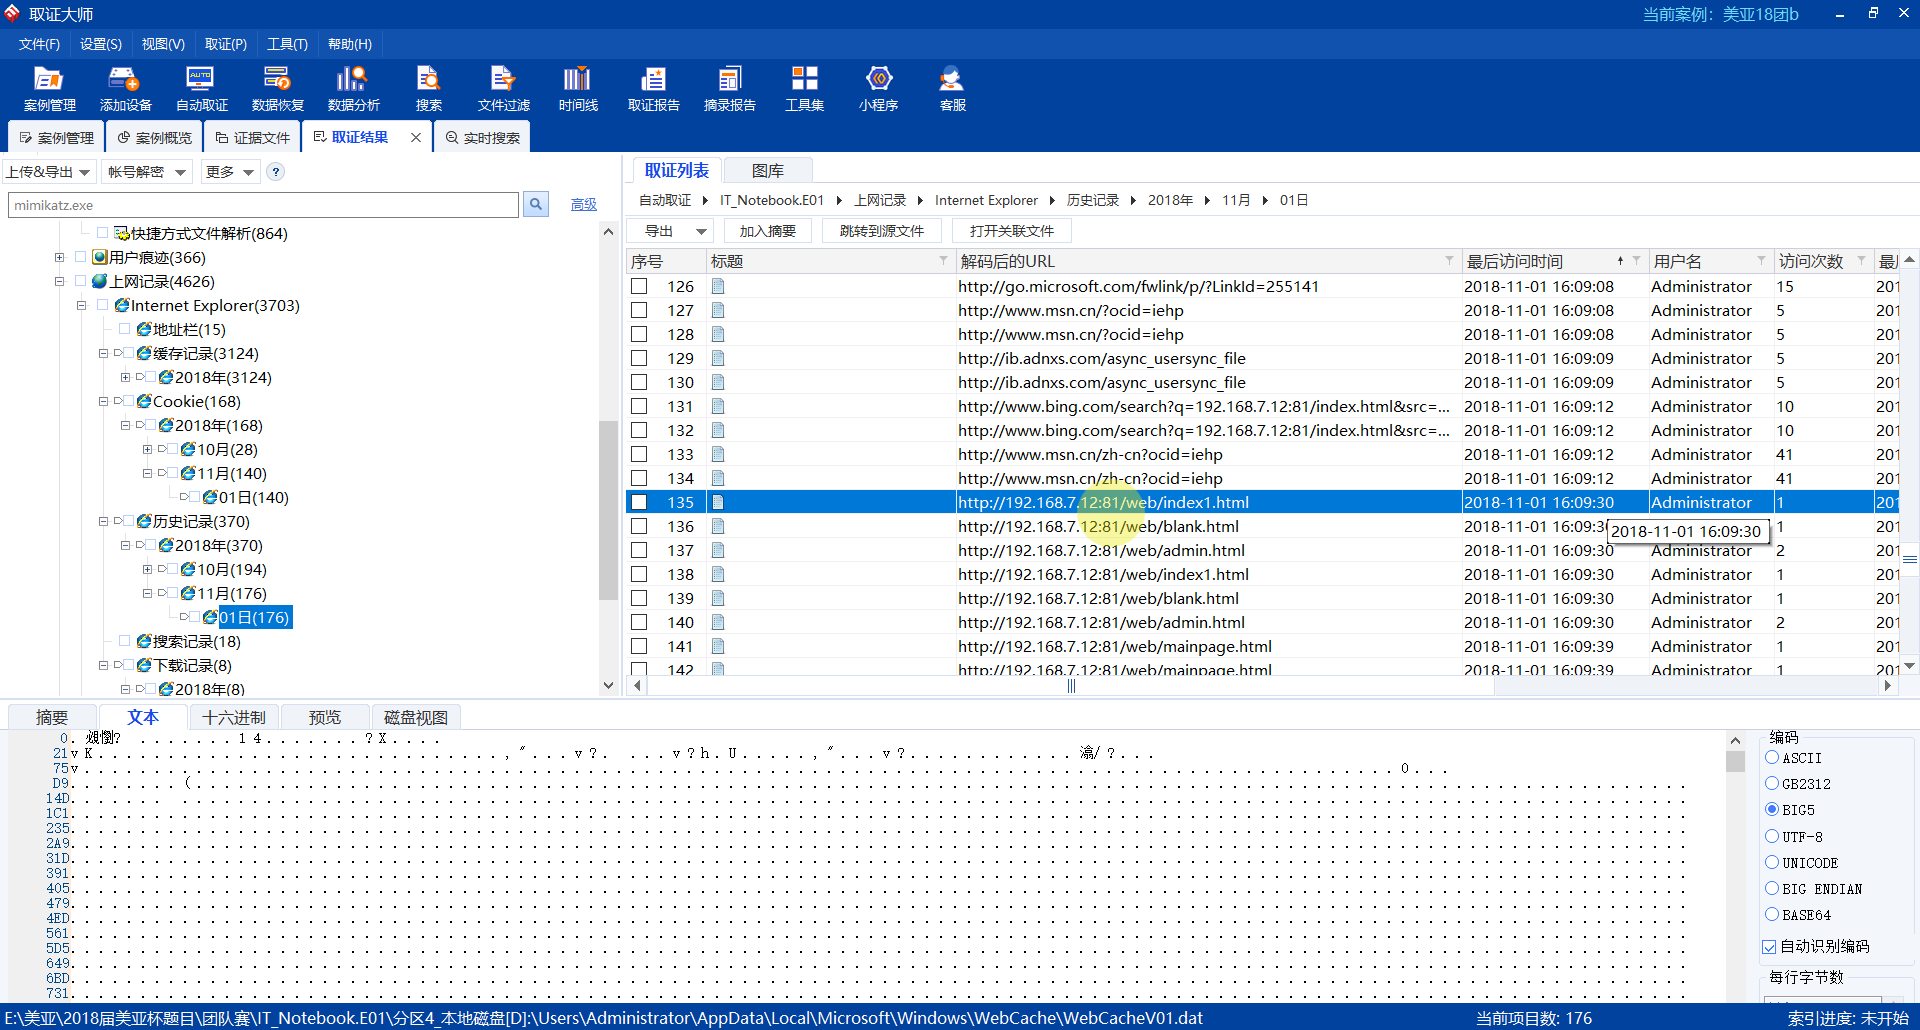 取证大师
当前案例：美亚18团b
文件(F) 设置(S) 视图(V) 取证(P) 工具(T) 帮助(H)
案例管理 添加设备 自动取证 数据恢复 数据分析 搜索 文件过滤 时间线 取证报告 摘录报告 工具集 小程序 客服
案例管理 案例概览 证据文件 取证结果 实时搜索
上传&导出 帐号解密 更多 ?
mimikatz.exe 高级
快捷方式文件解析(864)
用户痕迹(366)
上网记录(4626)
Internet Explorer(3703)
地址栏(15)
缓存记录(3124)
2018年(3124)
Cookie(168)
2018年(168)
10月(28)
11月(140)
01日(140)
历史记录(370)
2018年(370)
10月(194)
11月(176)
01日(176)
搜索记录(18)
下载记录(8)
2018年(8)
取证列表 图库
自动取证 IT_Notebook.E01 上网记录 Internet Explorer 历史记录 2018年 11月 01日
导出 加入摘要 跳转到源文件 打开关联文件
序号 标题 解码后的URL 最后访问时间 用户名 访问次数
126 http://go.microsoft.com/fwlink/p/?LinkId=255141 2018-11-01 16:09:08 Administrator 15 201
127 http://www.msn.cn/?ocid=iehp 2018-11-01 16:09:08 Administrator 5 201
128 http://www.msn.cn/?ocid=iehp 2018-11-01 16:09:08 Administrator 5 201
129 http://ib.adnxs.com/async_usersync_file 2018-11-01 16:09:09 Administrator 5 201
130 http://ib.adnxs.com/async_usersync_file 2018-11-01 16:09:09 Administrator 5 201
131 http://www.bing.com/search?q=192.168.7.12:81/index.html&src=... 2018-11-01 16:09:12 Administrator 10 201
132 http://www.bing.com/search?q=192.168.7.12:81/index.html&src=... 2018-11-01 16:09:12 Administrator 10 201
133 http://www.msn.cn/zh-cn?ocid=iehp 2018-11-01 16:09:12 Administrator 41 201
134 http://www.msn.cn/zh-cn?ocid=iehp 2018-11-01 16:09:12 Administrator 41 201
135 http://192.168.7.12:81/web/index1.html 2018-11-01 16:09:30 Administrator 1 201
136 http://192.168.7.12:81/web/blank.html 2018-11-01 16:09:3 1 201
2018-11-01 16:09:30
137 http://192.168.7.12:81/web/admin.html 2018-11-01 16:09:30 Administrator 2 201
138 http://192.168.7.12:81/web/index1.html 2018-11-01 16:09:30 Administrator 1 201
139 http://192.168.7.12:81/web/blank.html 2018-11-01 16:09:30 Administrator 1 201
140 http://192.168.7.12:81/web/admin.html 2018-11-01 16:09:30 Administrator 2 201
141 http://192.168.7.12:81/web/mainpage.html 2018-11-01 16:09:39 Administrator 1 201
142 http://192.168.7.12:81/web/mainpage.html 2018-11-01 16:09:39 Administrator 1 201
摘要 文本 十六进制 预览 磁盘视图
0
21
75
D9
14D
1C1
235
2A9
31D
391
405
479
4ED
561
5D5
649
6BD
731
编码
ASCII
GB2312
BIG5
UTF-8
UNICODE
BIG ENDIAN
BASE64
自动识别编码
每行字节数
E:\美亚\2018届美亚杯题目\团队赛\IT_Notebook.E01\分区4_本地磁盘[D]:\Users\Administrator\AppData\Local\Microsoft\Windows\WebCache\WebCacheV01.dat
当前项目数: 176
索引进度: 未开始